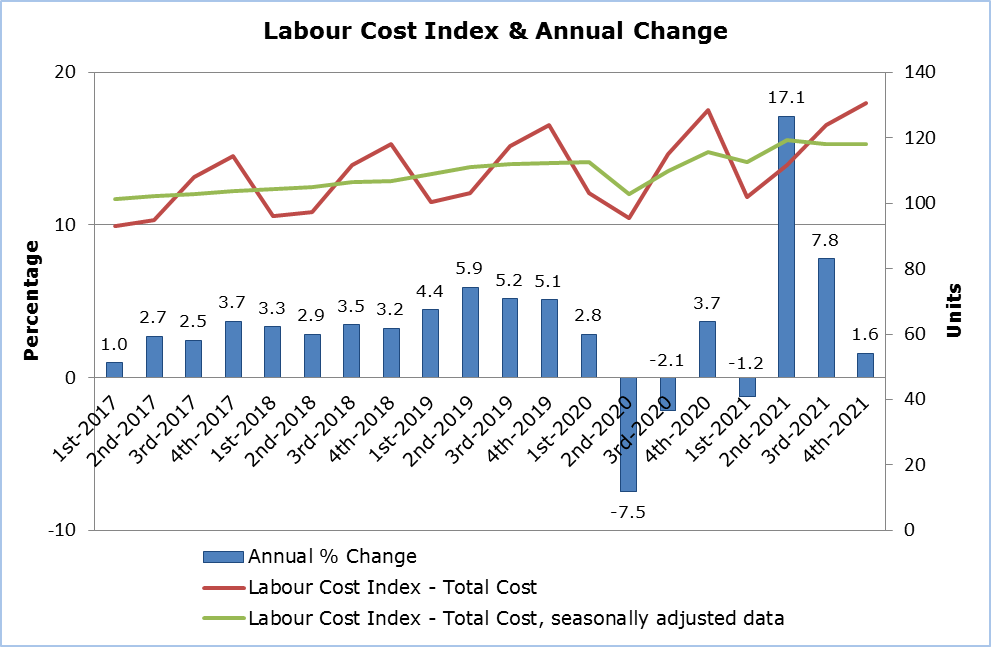 Labour Cost Index & Annual Change
20
10
0
-10
Percentage
140
120
100
80
60
40
20
0
Units
1.0
2.7
2.5
3.7
3.3
2.9
3.5
3.2
4.4
5.9
5.2
5.1
2.8
-7.5
-2.1
3.7
-1.2
17.1
7.8
1.6
1st-2017
2nd-2017
3rd-2017
4th-2017
1st-2018
2nd-2018
3rd-2018
4th-2018
1st-2019
2nd-2019
3rd-2019
4th-2019
1st-2020
2nd-2020
3rd-2020
4th-2020
1st-2021
2nd-2021
3rd-2021
4th-2021
Annual % Change
Labour Cost Index - Total Cost
Labour Cost Index - Total Cost, seasonally adjusted data